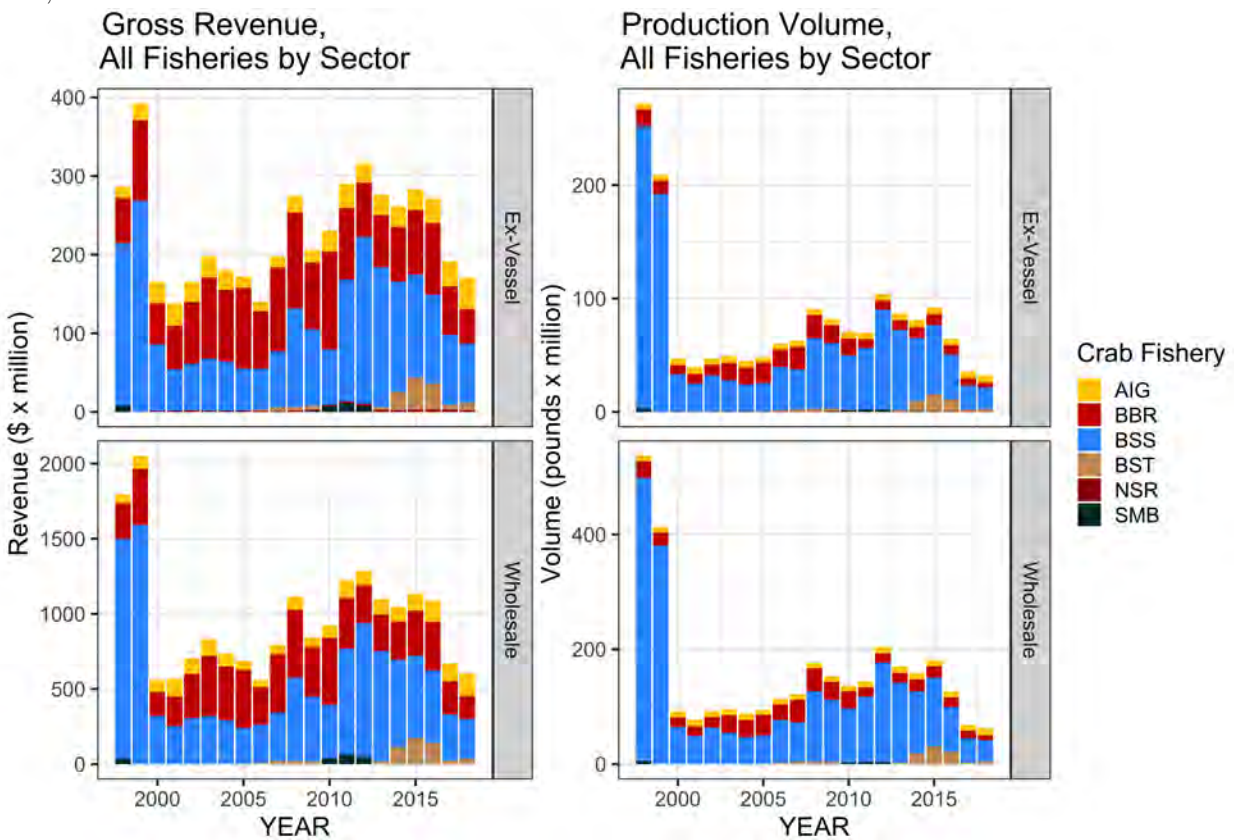 Gross Revenue,
All Fisheries by Sector
Production Volume,
All Fisheries by Sector
Revenue ($ x million)
400
300
200
100
0
Ex-Vessel
2000
1500
1000
500
0
Wholesale
2000
2005
2010
2015
YEAR
Volume (pounds x million)
200
100
0
Ex-Vessel
400
200
0
Wholesale
2000
2005
2010
2015
YEAR
Crab Fishery
AIG
BBR
BSS
BST
NSR
SMB